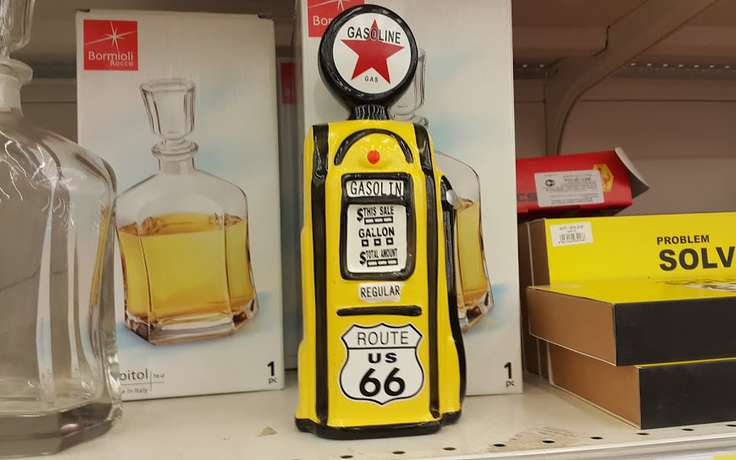 Bormioli
Rocco
1
pc
GASOLINE
GAS
GASOLIN
$THIS SALE
GALLON
$TOTAL AMOUNT
REGULAR
ROUTE
US
66
1
pc
PROBLEM
SOLV